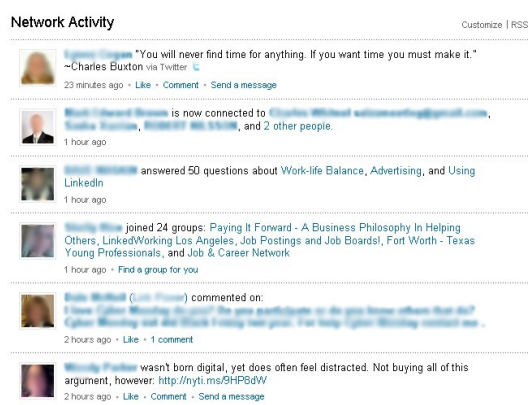 Network Activity
Customize | RSS
"You will never find time for anything. If you want time you must make it."
~Charles Buxton via Twitter
23 minutes ago • Like • Comment • Send a message
is now connected to
, and 2 other people.
1 hour ago
answered 50 questions about Work-life Balance, Advertising, and Using
LinkedIn
1 hour ago
joined 24 groups: Paying It Forward - A Business Philosophy In Helping
Others, LinkedWorking Los Angeles, Job Postings and Job Boards!, Fort Worth - Texas
Young Professionals, and Job & Career Network
1 hour ago • Find a group for you
commented on:
2 hours ago • Like • 1 comment
wasn't born digital, yet does often feel distracted. Not buying all of this
argument, however: http://nyti.ms/9HP8dW
2 hours ago • Like • Comment • Send a message